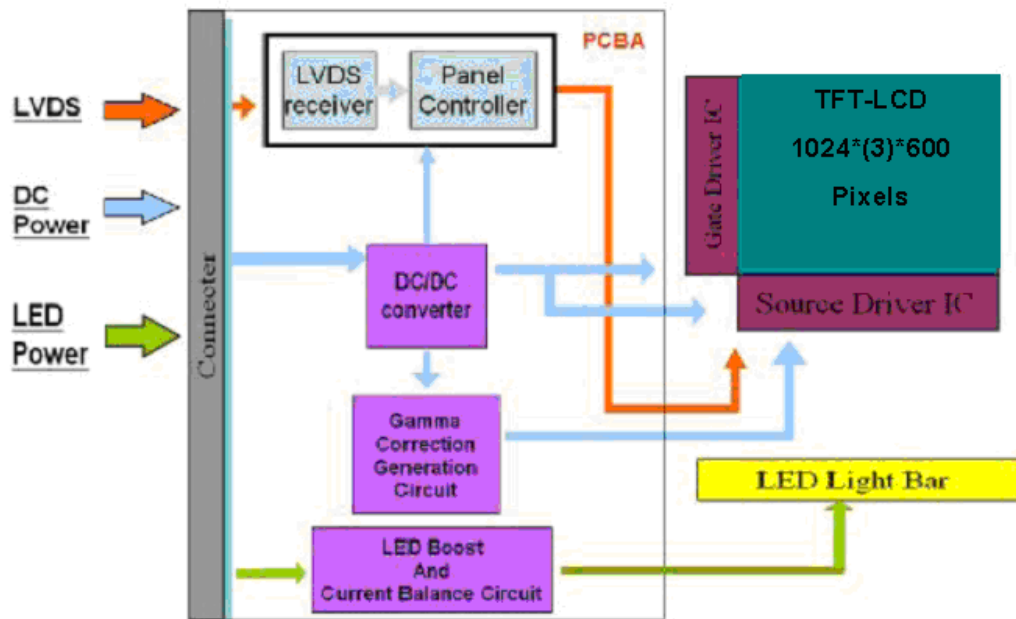 LVDS
DC
Power
LED
Power
Connecter
PCBA
LVDS
receiver
Panel
Controller
DC/DC
converter
Gamma
Correction
Generation
Circuit
LED Boost
And
Current Balance Circuit
Gate Driver IC
TFT-LCD
1024*(3)*600
Pixels
Source Driver IC
LED Light Bar